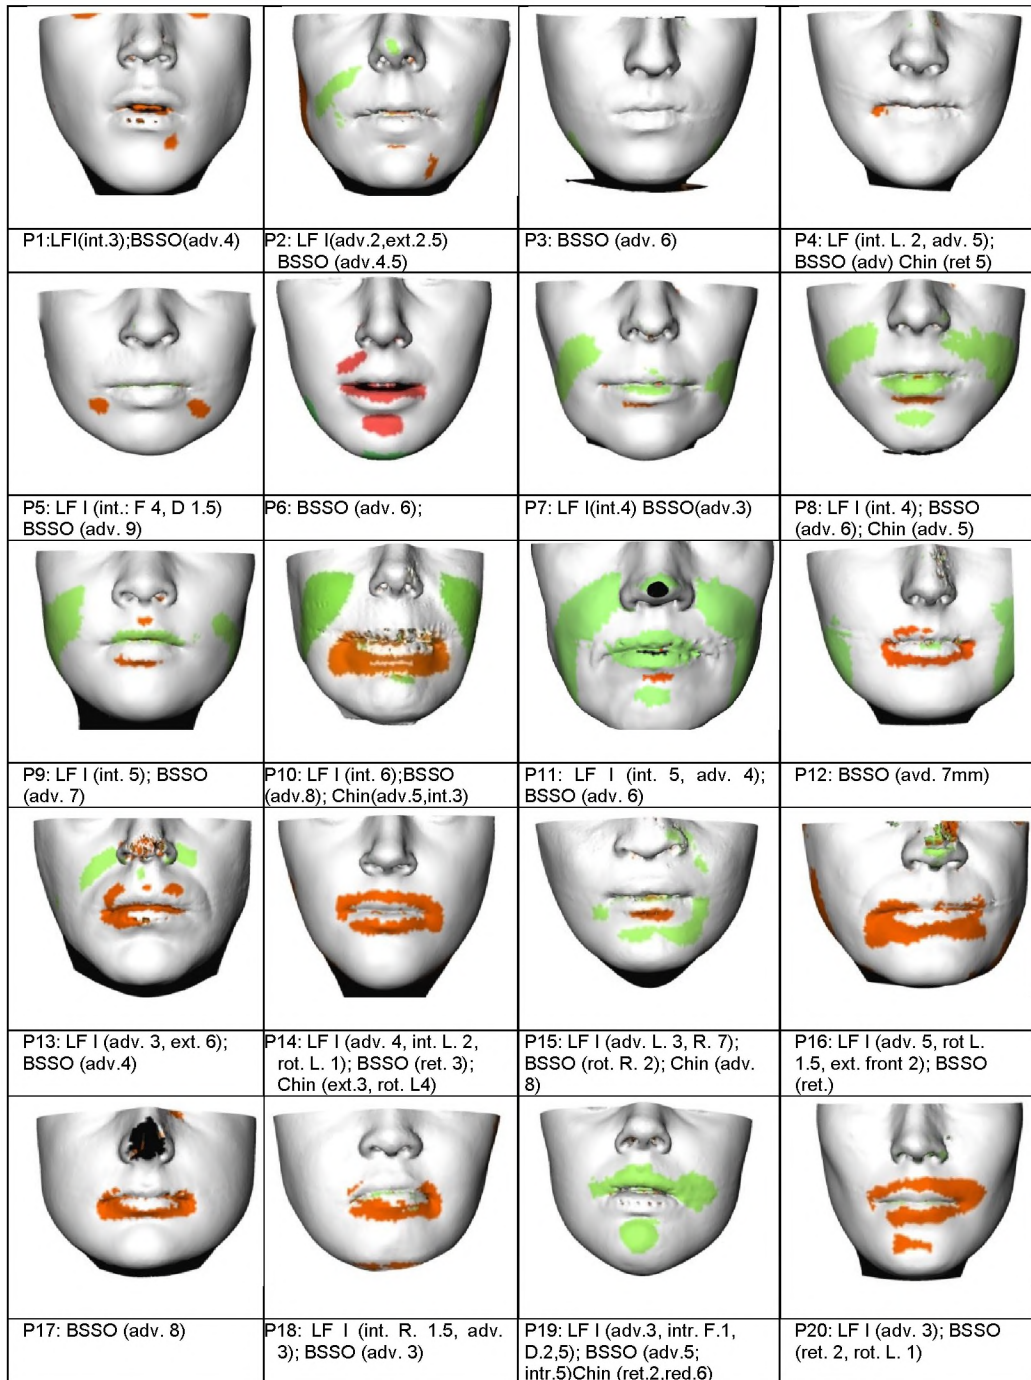 P1:LFI(int.3);BSSO(adv.4)
P2: LF I(adv.2,ext.2.5)
BSSO (adv.4.5)
P3: BSSO (adv. 6)
P4: LF (int. L. 2, adv. 5);
BSSO (adv) Chin (ret 5)
P5: LF I (int.: F 4, D 1.5)
BSSO (adv. 9)
P6: BSSO (adv. 6);
P7: LF I(int.4) BSSO(adv.3)
P8: LF I (int. 4); BSSO
(adv. 6); Chin (adv. 5)
P9: LF I (int. 5); BSSO
(adv. 7)
P10: LF I (int. 6);BSSO
(adv.8); Chin(adv.5,int.3)
P11: LF I (int. 5, adv. 4);
BSSO (adv. 6)
P12: BSSO (avd. 7mm)
P13: LF I (adv. 3, ext. 6);
BSSO (adv.4)
P14: LF I (adv. 4, int. L. 2,
rot. L. 1); BSSO (ret. 3);
Chin (ext.3, rot. L4)
P15: LF I (adv. L. 3, R. 7);
BSSO (rot. R. 2); Chin (adv.
8)
P16: LF I (adv. 5, rot L.
1.5, ext. front 2); BSSO
(ret.)
P17: BSSO (adv. 8)
P18: LF I (int. R. 1.5, adv.
3); BSSO (adv. 3)
P19: LF I (adv.3, intr. F.1,
D.2,5); BSSO (adv.5;
intr.5)Chin (ret.2,red.6)
P20: LF I (adv. 3); BSSO
(ret. 2, rot. L. 1)